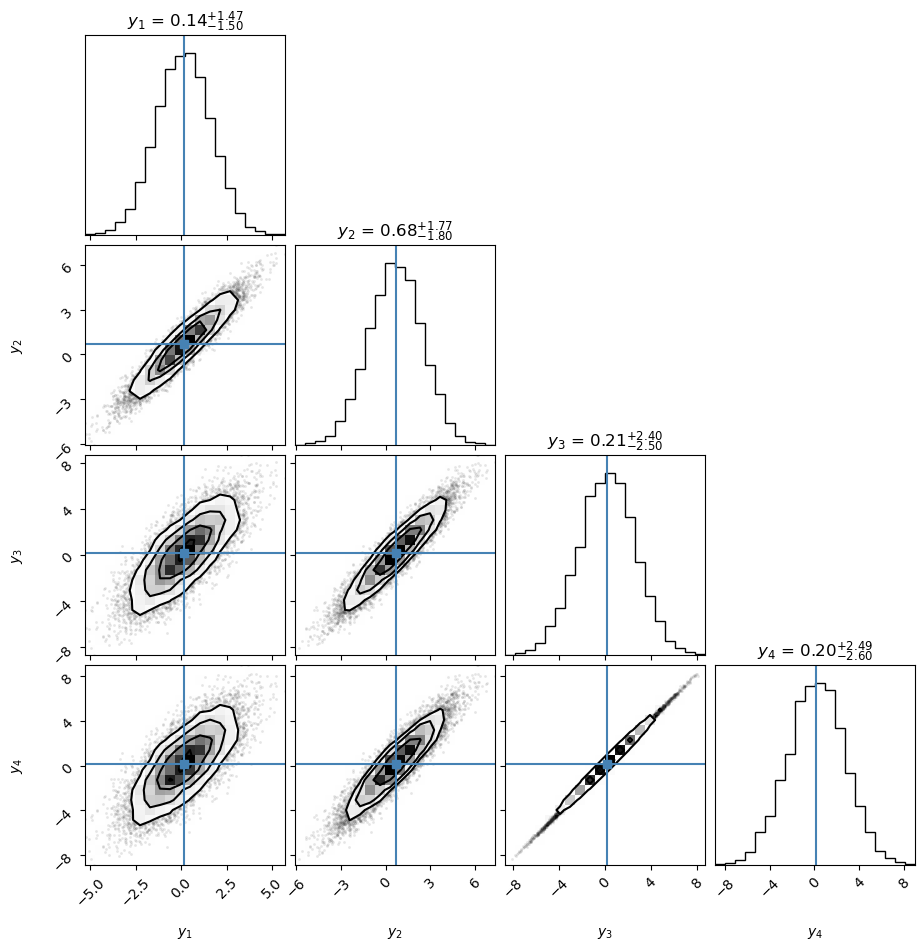 y₁ = 0.14^{+1.47}_{-1.50}
y₂ = 0.68^{+1.77}_{-1.80}
y₂
6
3
0
−3
−6
y₃ = 0.21^{+2.40}_{-2.50}
y₃
8
4
0
−4
−8
y₄ = 0.20^{+2.49}_{-2.60}
y₄
8
4
0
−4
−8
−5.0 −2.5 0.0 2.5 5.0 −6 −3 0 3 6 −8 −4 0 4 8 −8 −4 0 4 8
y₁ y₂ y₃ y₄